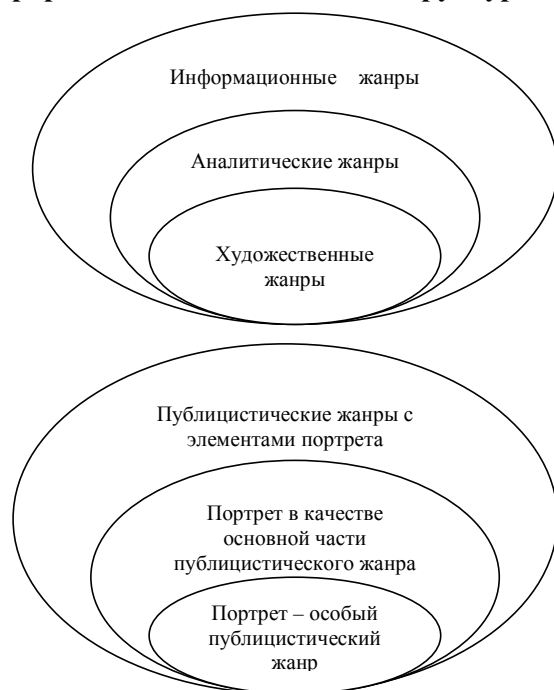 Информационные жанры
Аналитические жанры
Художественные
жанры
Публицистические жанры с
элементами портрета
Портрет в качестве
основной части
публицистического жанра
Портрет – особый
публицистический
жанр